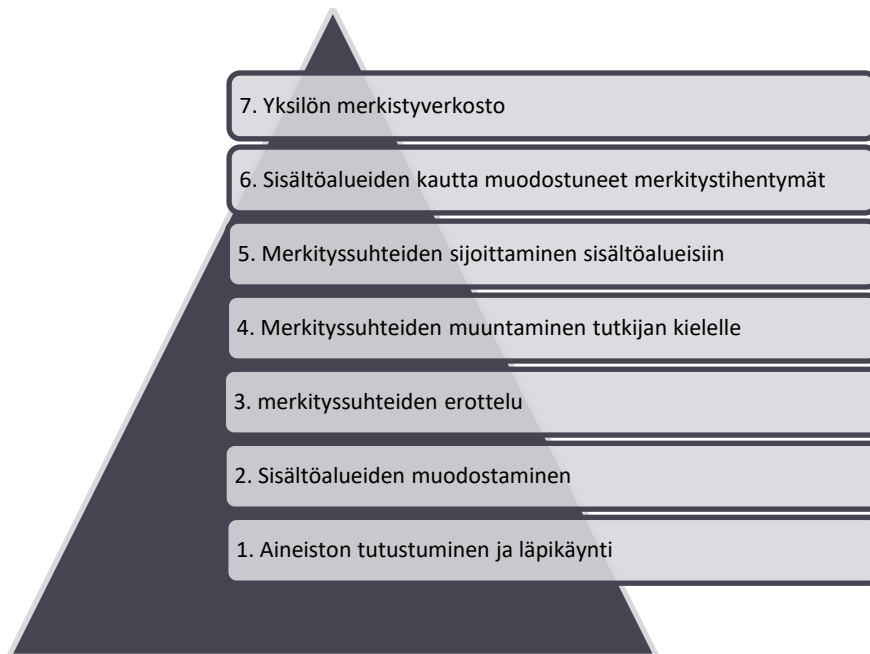 7. Yksilön merkistyverkosto
6. Sisältöalueiden kautta muodostuneet merkitystihentymät
5. Merkityssuhteiden sijoittaminen sisältöalueisiin
4. Merkityssuhteiden muuntaminen tutkijan kielelle
3. merkityssuhteiden erottelu
2. Sisältöalueiden muodostaminen
1. Aineiston tutustuminen ja läpikäynti